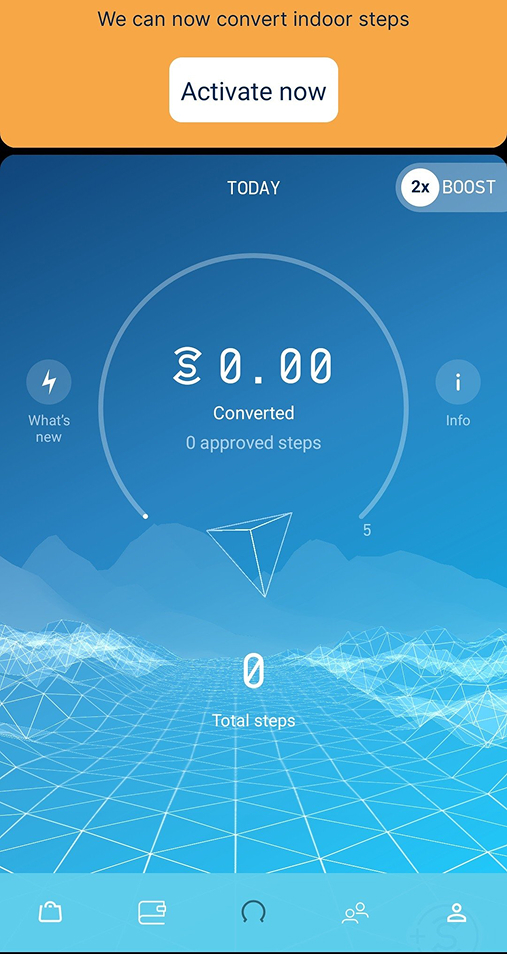 We can now convert indoor steps
Activate now
TODAY
2x BOOST
0.00
Converted
0 approved steps
What's
new
Info
5
0
Total steps